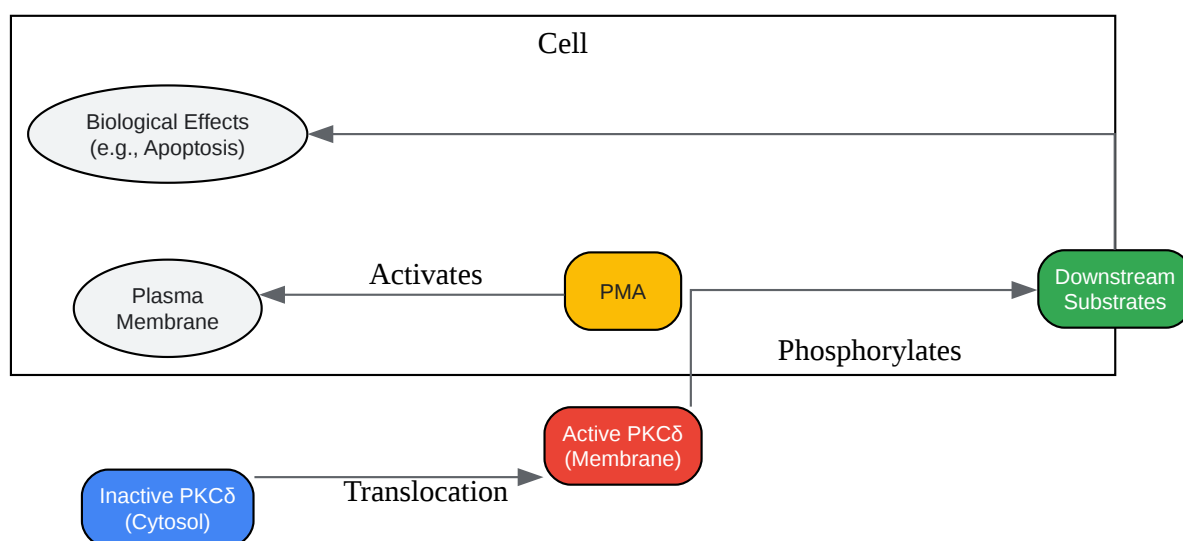 Cell
Biological Effects
(e.g., Apoptosis)
Activates
PMA
Downstream
Substrates
Plasma
Membrane
Phosphorylates
Active PKCδ
(Membrane)
Translocation
Inactive PKCδ
(Cytosol)